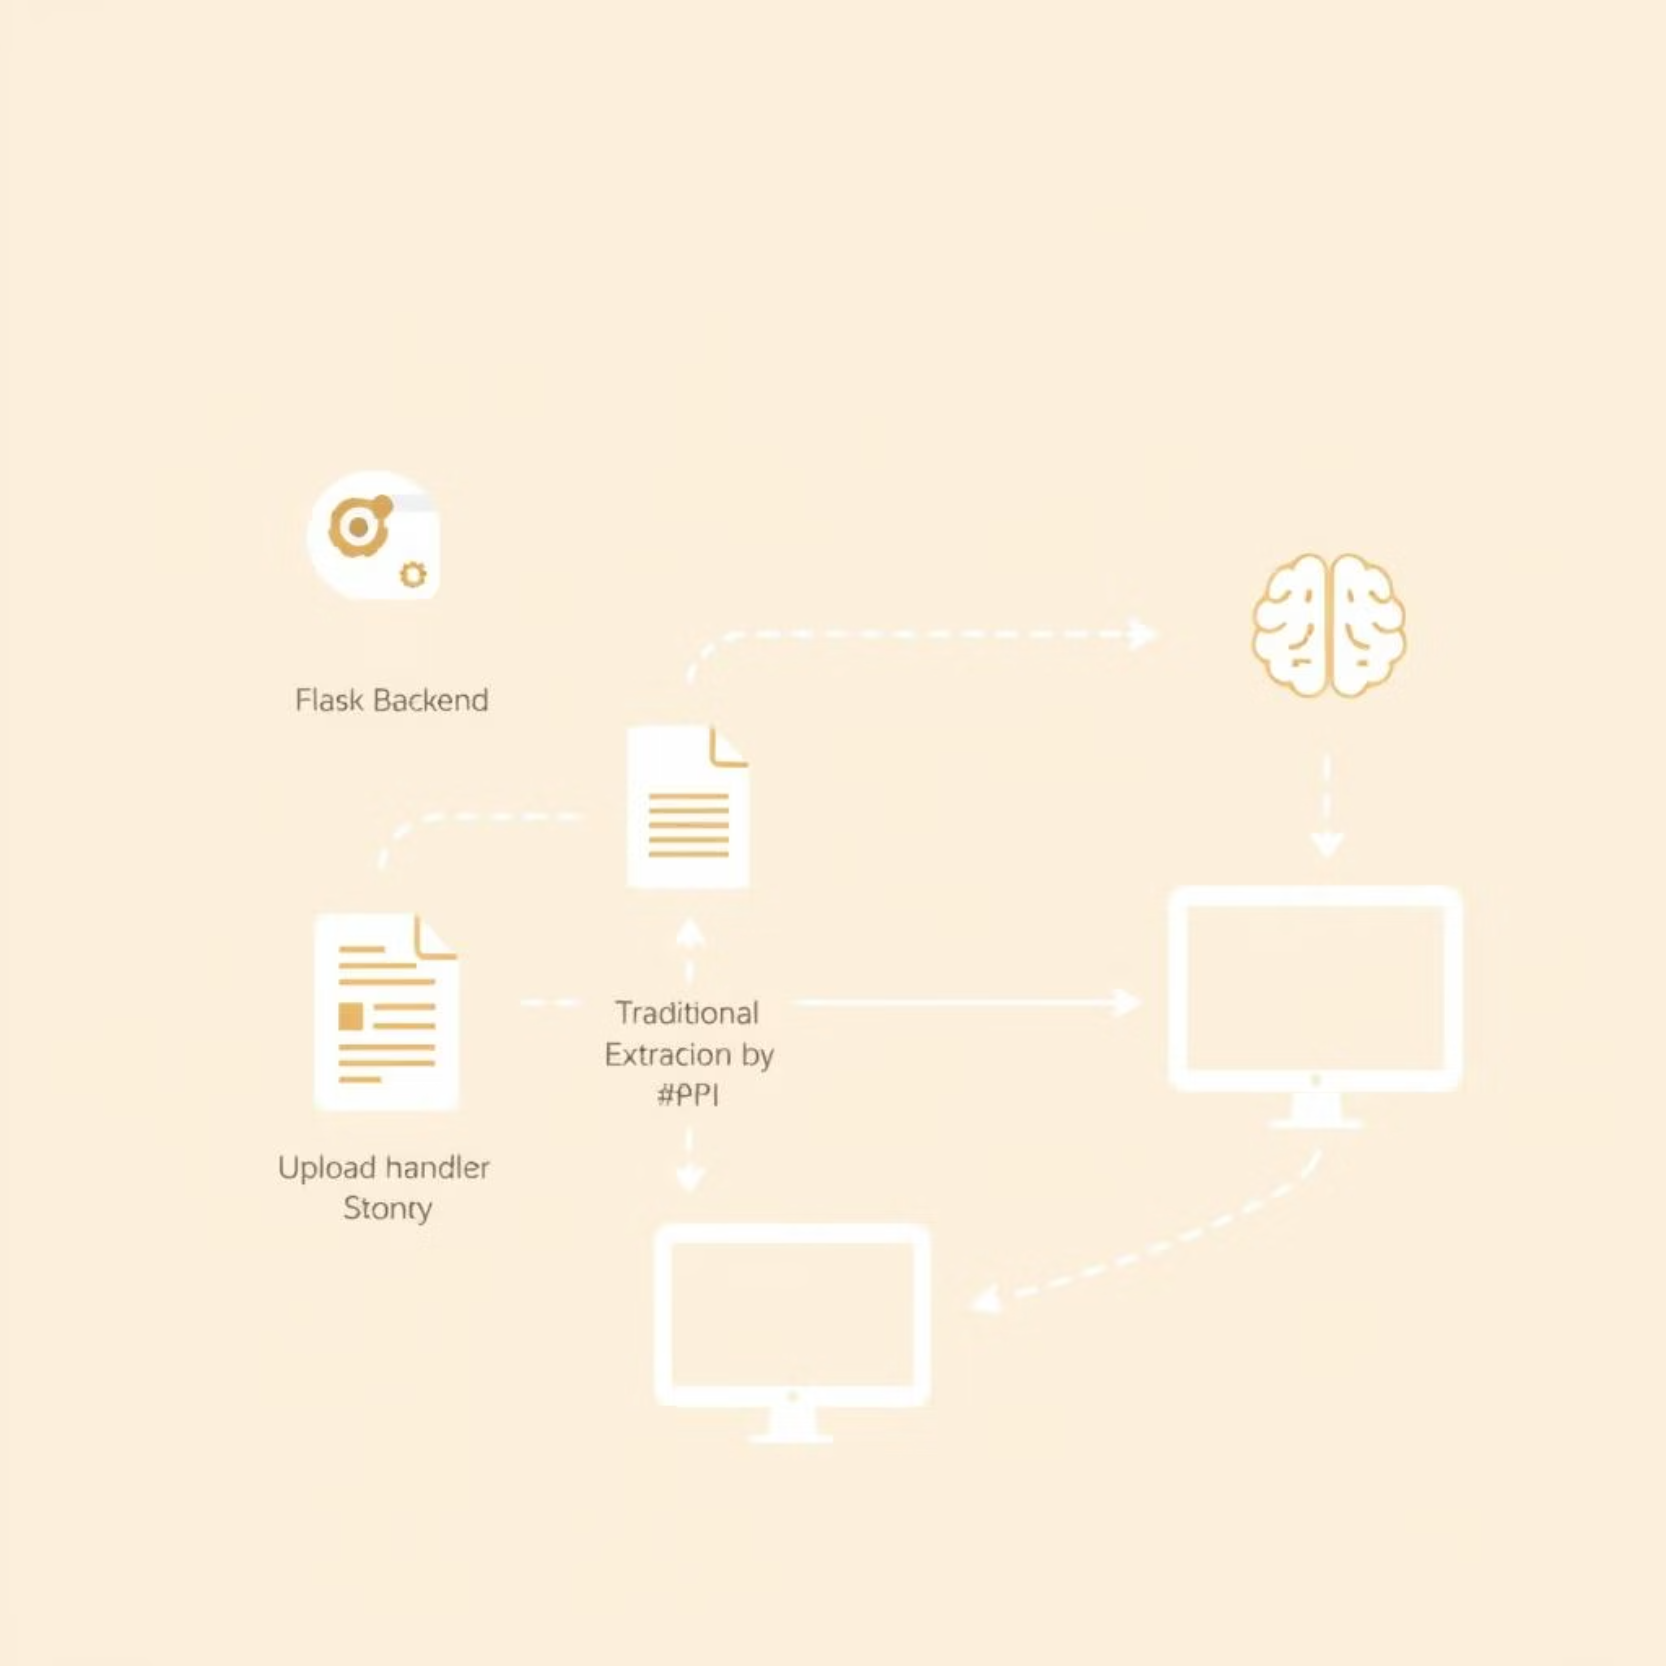 Flask Backend
Traditional
Extracion by
#PPI
Upload handler
Stonty